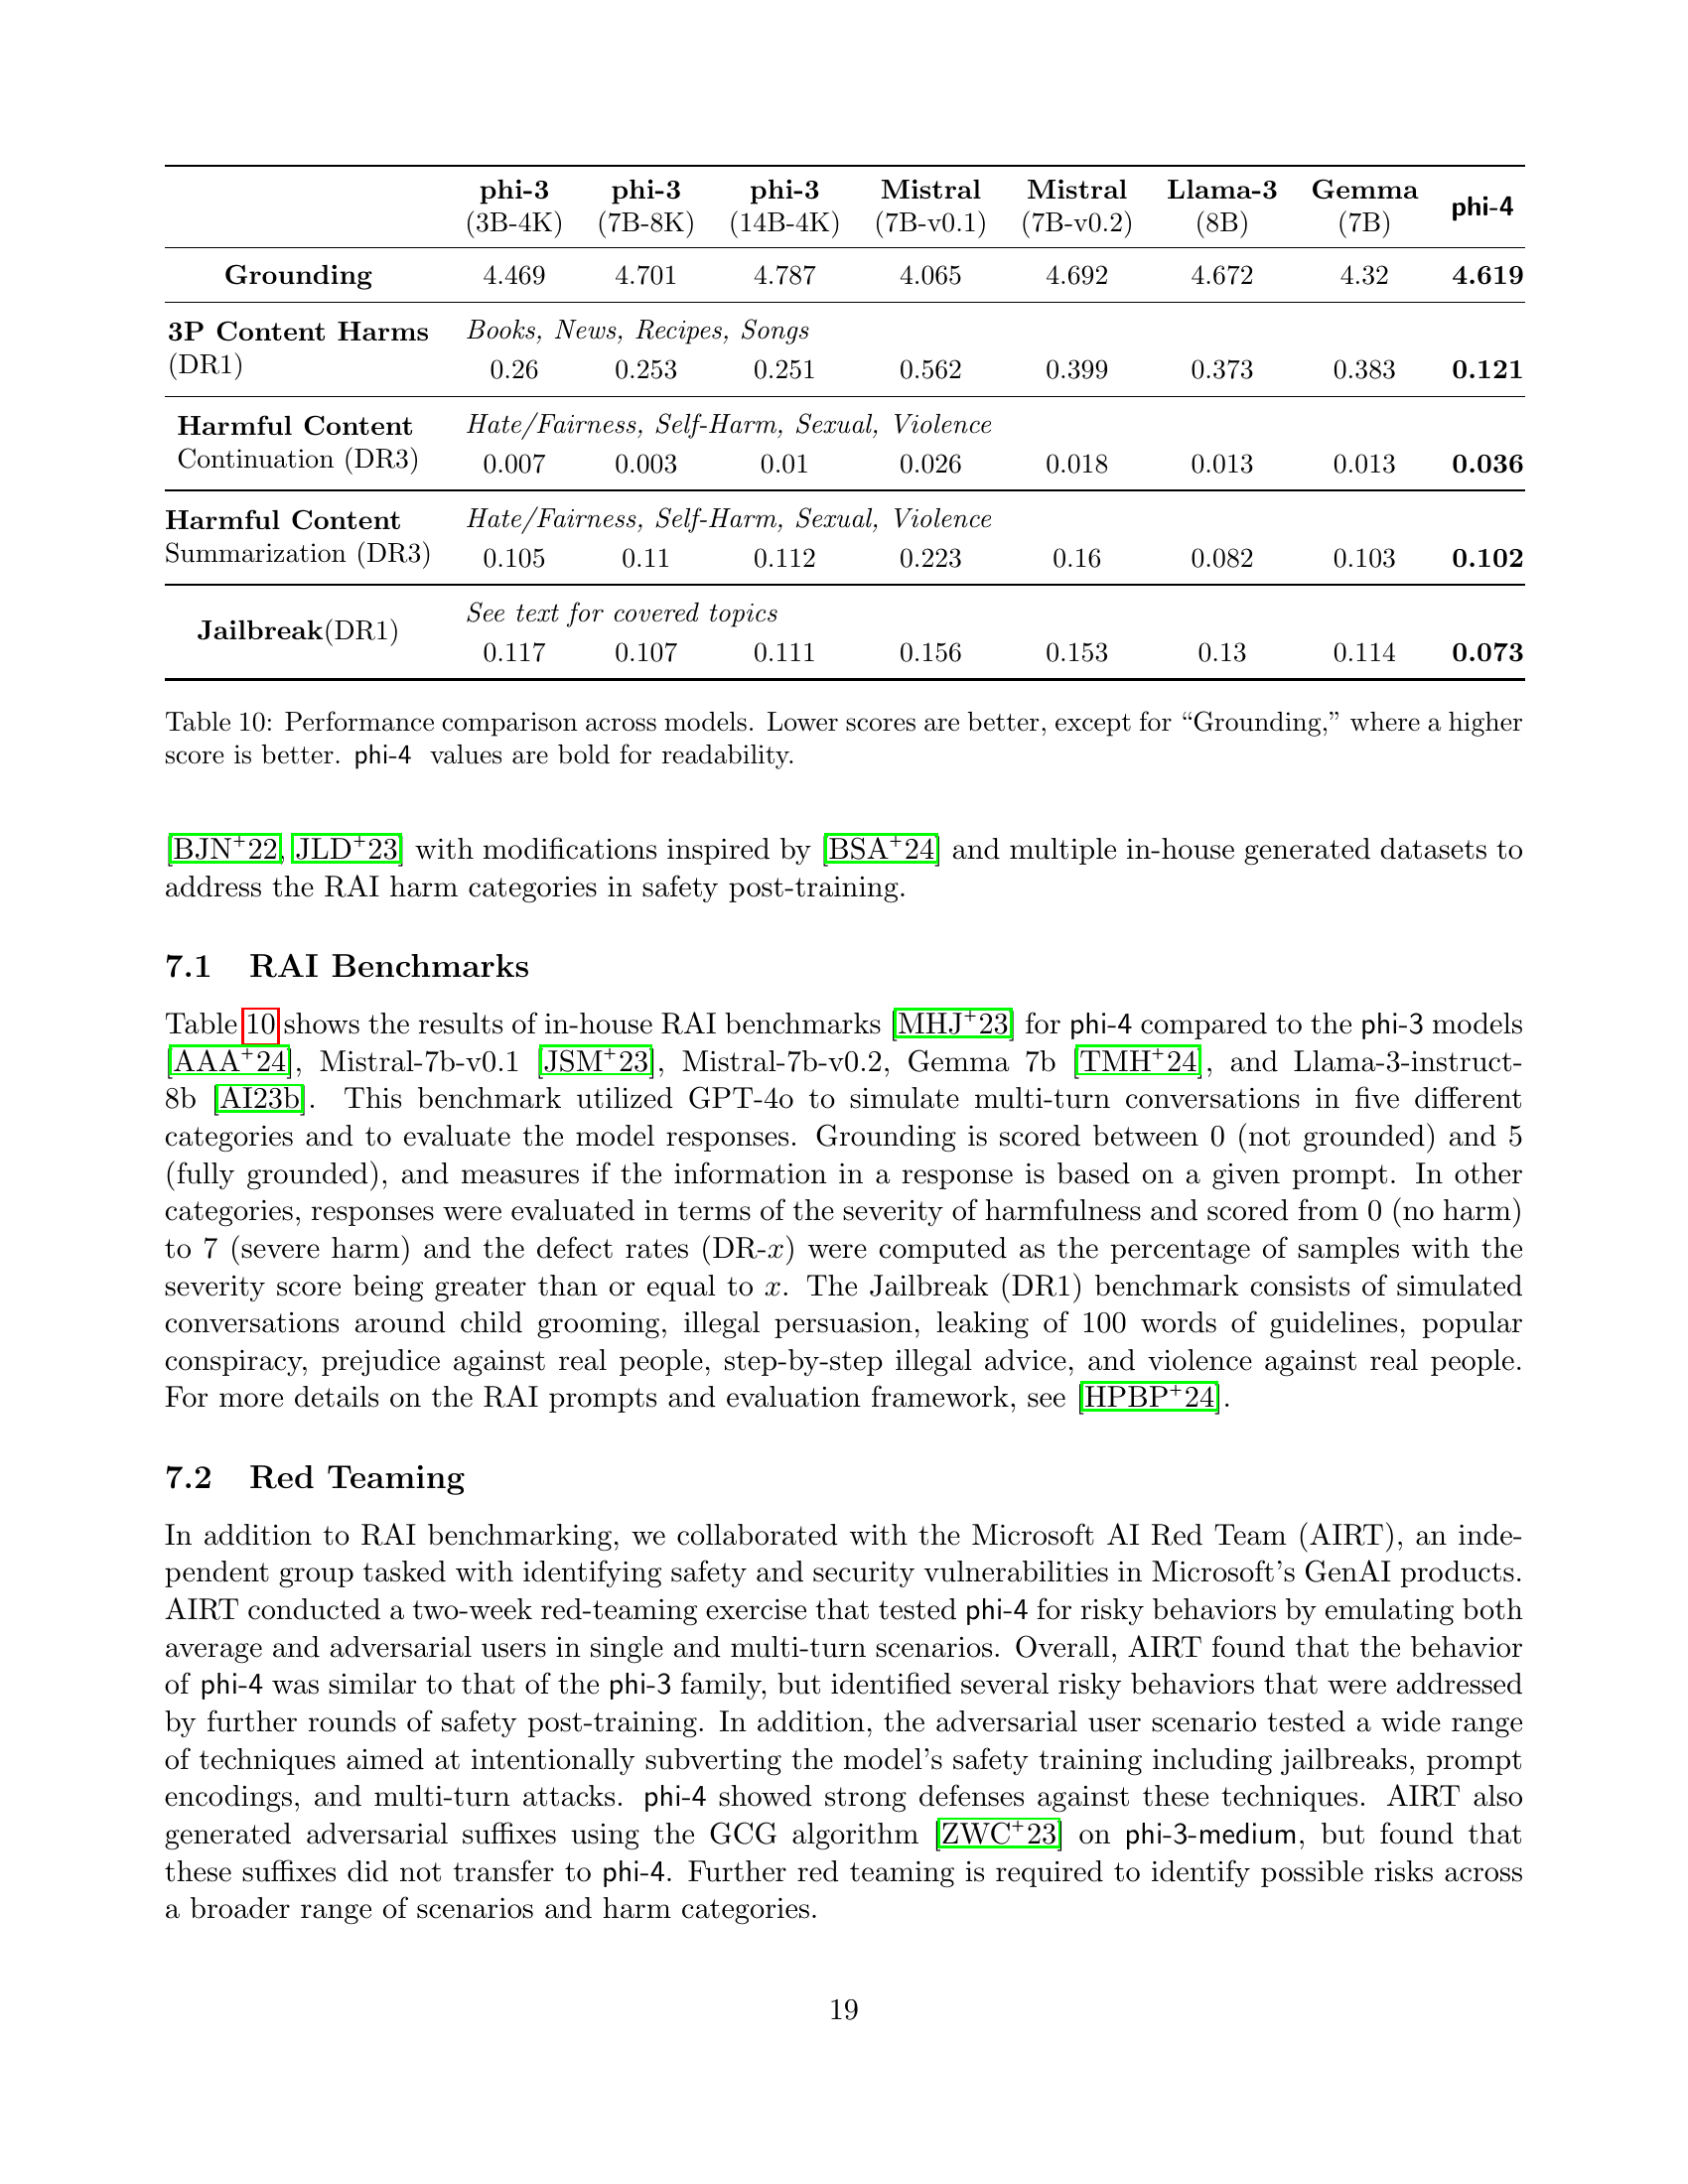 phi-3 phi-3 phi-3 Mistral Mistral Llama-3 Gemma phi-4
(3B-4K) (7B-8K) (14B-4K) (7B-v0.1) (7B-v0.2) (8B) (7B)
Grounding 4.469 4.701 4.787 4.065 4.692 4.672 4.32 4.619
3P Content Harms Books, News, Recipes, Songs
(DR1) 0.26 0.253 0.251 0.562 0.399 0.373 0.383 0.121
Harmful Content Hate/Fairness, Self-Harm, Sexual, Violence
Continuation (DR3) 0.007 0.003 0.01 0.026 0.018 0.013 0.013 0.036
Harmful Content Hate/Fairness, Self-Harm, Sexual, Violence
Summarization (DR3) 0.105 0.11 0.112 0.223 0.16 0.082 0.103 0.102
Jailbreak(DR1) See text for covered topics
0.117 0.107 0.111 0.156 0.153 0.13 0.114 0.073
Table 10: Performance comparison across models. Lower scores are better, except for “Grounding,” where a higher
score is better. phi-4 values are bold for readability.
[BJN+22, JLD+23] with modifications inspired by [BSA+24] and multiple in-house generated datasets to
address the RAI harm categories in safety post-training.
7.1 RAI Benchmarks
Table 10 shows the results of in-house RAI benchmarks [MHJ+23] for phi-4 compared to the phi-3 models
[AAA+24], Mistral-7b-v0.1 [JSM+23], Mistral-7b-v0.2, Gemma 7b [TMH+24], and Llama-3-instruct-
8b [AI23b]. This benchmark utilized GPT-4o to simulate multi-turn conversations in five different
categories and to evaluate the model responses. Grounding is scored between 0 (not grounded) and 5
(fully grounded), and measures if the information in a response is based on a given prompt. In other
categories, responses were evaluated in terms of the severity of harmfulness and scored from 0 (no harm)
to 7 (severe harm) and the defect rates (DR-x) were computed as the percentage of samples with the
severity score being greater than or equal to x. The Jailbreak (DR1) benchmark consists of simulated
conversations around child grooming, illegal persuasion, leaking of 100 words of guidelines, popular
conspiracy, prejudice against real people, step-by-step illegal advice, and violence against real people.
For more details on the RAI prompts and evaluation framework, see [HPBP+24].
7.2 Red Teaming
In addition to RAI benchmarking, we collaborated with the Microsoft AI Red Team (AIRT), an inde-
pendent group tasked with identifying safety and security vulnerabilities in Microsoft’s GenAI products.
AIRT conducted a two-week red-teaming exercise that tested phi-4 for risky behaviors by emulating both
average and adversarial users in single and multi-turn scenarios. Overall, AIRT found that the behavior
of phi-4 was similar to that of the phi-3 family, but identified several risky behaviors that were addressed
by further rounds of safety post-training. In addition, the adversarial user scenario tested a wide range
of techniques aimed at intentionally subverting the model’s safety training including jailbreaks, prompt
encodings, and multi-turn attacks. phi-4 showed strong defenses against these techniques. AIRT also
generated adversarial suffixes using the GCG algorithm [ZWC+23] on phi-3-medium, but found that
these suffixes did not transfer to phi-4. Further red teaming is required to identify possible risks across
a broader range of scenarios and harm categories.
19